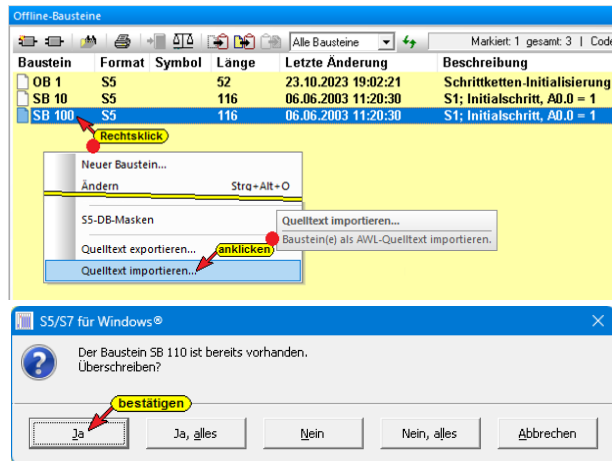 Offline-Bausteine
Alle Bausteine Markiert: 1 gesamt: 3 | Code
Baustein Format Symbol Länge Letzte Änderung Beschreibung
OB 1 S5 52 23.10.2023 19:02:21 Schrittketten-Initialisierung
SB 10 S5 116 06.06.2003 11:20:30 S1; Initialschritt, A0.0 = 1
SB 100 S5 116 06.06.2003 11:20:30 S1; Initialschritt, A0.0 = 1
Rechtsklick
Neuer Baustein...
Ändern Strg+Alt+O
S5-DB-Masken
Quelltext importieren...
Baustein(e) als AWL-Quelltext importieren.
Quelltext exportieren...
anklicken
Quelltext importieren...
S5/S7 für Windows®
Der Baustein SB 110 ist bereits vorhanden.
Überschreiben?
bestätigen
Ja Ja, alles Nein Nein, alles Abbrechen